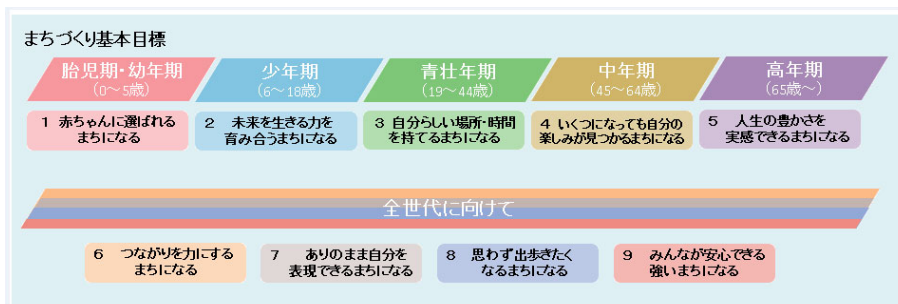 まちづくり基本目標
胎児期・幼年期
（0～5歳）
少年期
（6～18歳）
青壮年期
（19～44歳）
中年期
（45～64歳）
高年期
（65歳～）
1 赤ちゃんに選ばれる
まちになる
2 未来を生きる力を
育み合うまちになる
3 自分らしい場所・時間
を持てるまちになる
4 いくつになっても自分の
楽しみが見つかるまちになる
5 人生の豊かさを
実感できるまちになる
全世代に向けて
6 つながりを力にする
まちになる
7 ありのまま自分を
表現できるまちになる
8 思わず出歩きたく
なるまちになる
9 みんなが安心できる
強いまちになる